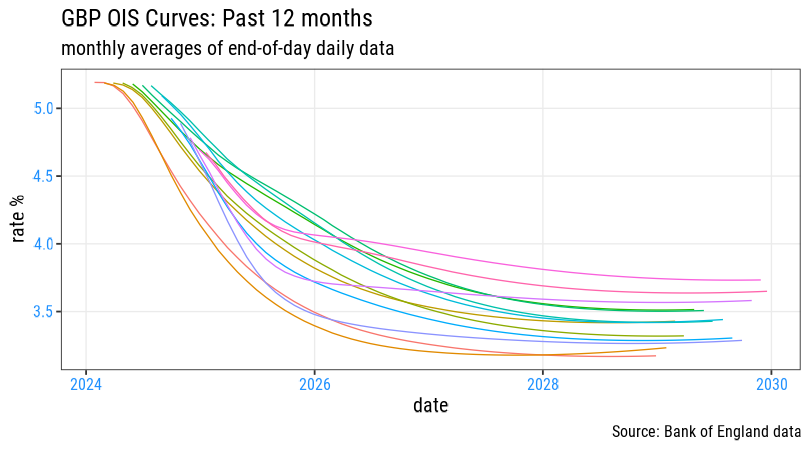 GBP OIS Curves: Past 12 months
monthly averages of end-of-day daily data
rate %
5.0
4.5
4.0
3.5
2024 2026 2028 2030
date
Source: Bank of England data